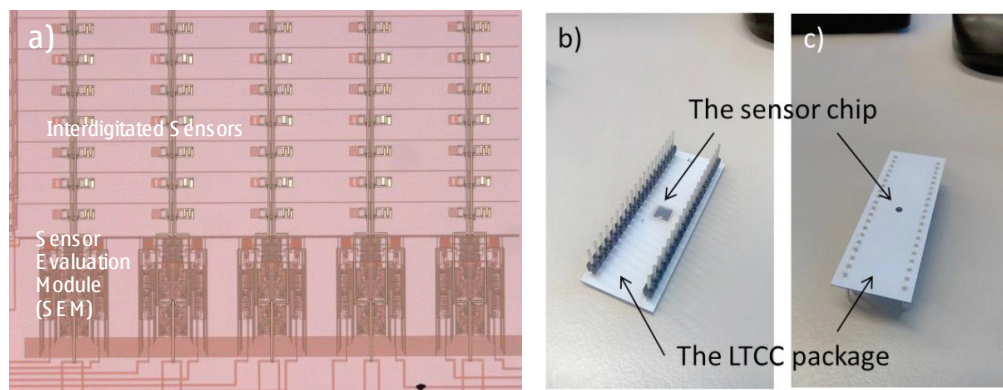 a)
Interdigitated Sensors
Sensor
Evaluation
Module
(SEM)
b)
c)
The sensor chip
The LTCC package